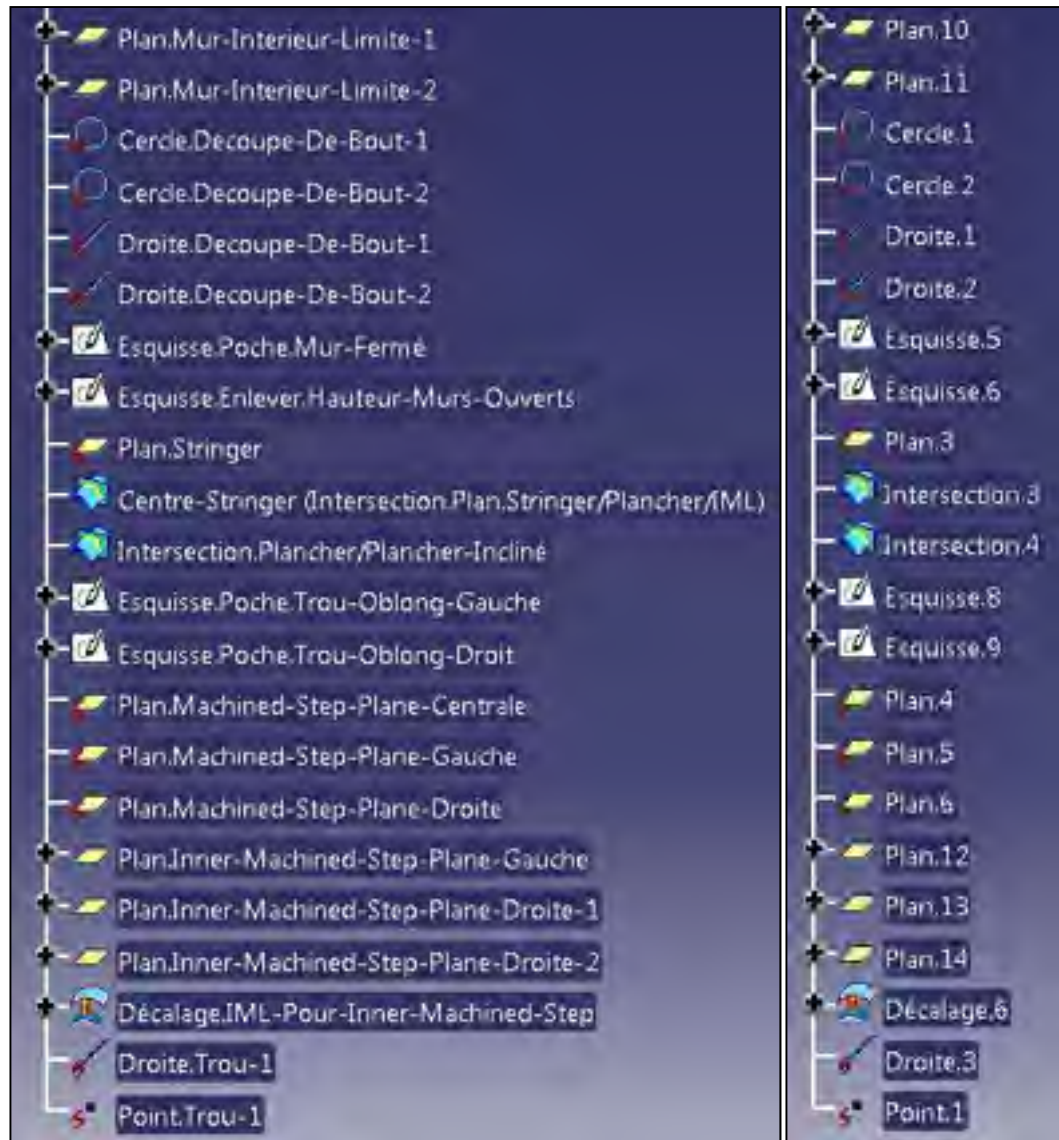 Plan.Mur-Interieur-Limite-1
Plan.Mur-Interieur-Limite-2
Cercle.Decoupe-De-Bout-1
Cercle.Decoupe-De-Bout-2
Droite.Decoupe-De-Bout-1
Droite.Decoupe-De-Bout-2
Esquisse.Poche.Mur-Fermé
Esquisse.Enlever.Hauteur-Murs-Ouverts
Plan.Stringer
Centre-Stringer (Intersection.Plan.Stringer/Plancher/IML)
Intersection.Plancher/Plancher-Incliné
Esquisse.Poche.Trou-Oblong-Gauche
Esquisse.Poche.Trou-Oblong-Droit
Plan.Machined-Step-Plane-Centrale
Plan.Machined-Step-Plane-Gauche
Plan.Machined-Step-Plane-Droite
Plan.Inner-Machined-Step-Plane-Gauche
Plan.Inner-Machined-Step-Plane-Droite-1
Plan.Inner-Machined-Step-Plane-Droite-2
Décalage.IML-Pour-Inner-Machined-Step
Droite.Trou-1
Point.Trou-1
Plan.10
Plan.11
Cercle.1
Cercle.2
Droite.1
Droite.2
Esquisse.5
Esquisse.6
Plan.3
Intersection.3
Intersection.4
Esquisse.8
Esquisse.9
Plan.4
Plan.5
Plan.6
Plan.12
Plan.13
Plan.14
Décalage.6
Droite.3
Point.1